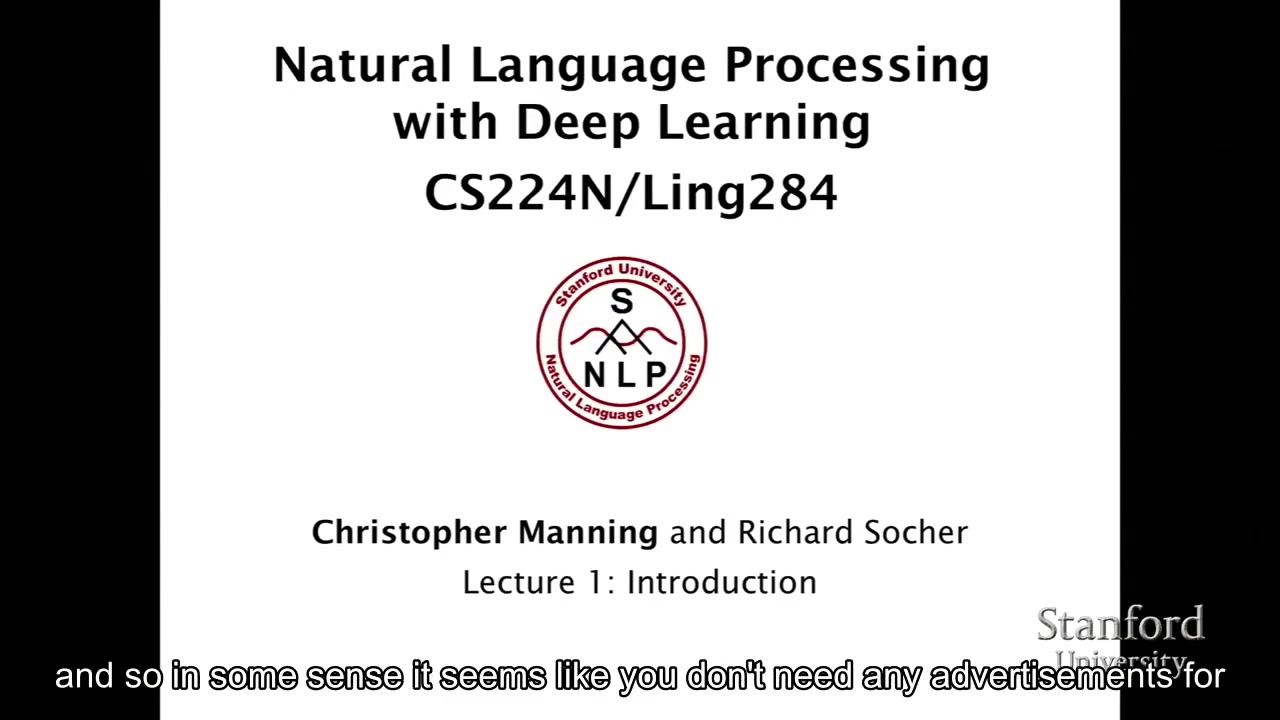 Natural Language Processing
with Deep Learning
CS224N/Ling284
Stanford University
S
NLP
Natural Language Processing
Christopher Manning and Richard Socher
Lecture 1: Introduction
Stanford
University
and so in some sense it seems like you don't need any advertisements for